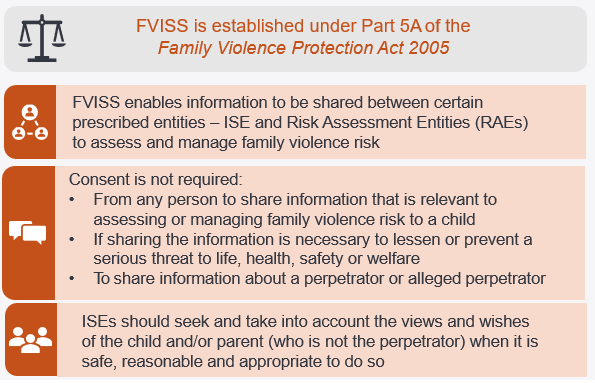 FVISS is established under Part 5A of the
Family Violence Protection Act 2005
FVISS enables information to be shared between certain
prescribed entities – ISE and Risk Assessment Entities (RAEs)
to assess and manage family violence risk
Consent is not required:
• From any person to share information that is relevant to
assessing or managing family violence risk to a child
• If sharing the information is necessary to lessen or prevent a
serious threat to life, health, safety or welfare
• To share information about a perpetrator or alleged perpetrator
ISEs should seek and take into account the views and wishes
of the child and/or parent (who is not the perpetrator) when it is
safe, reasonable and appropriate to do so